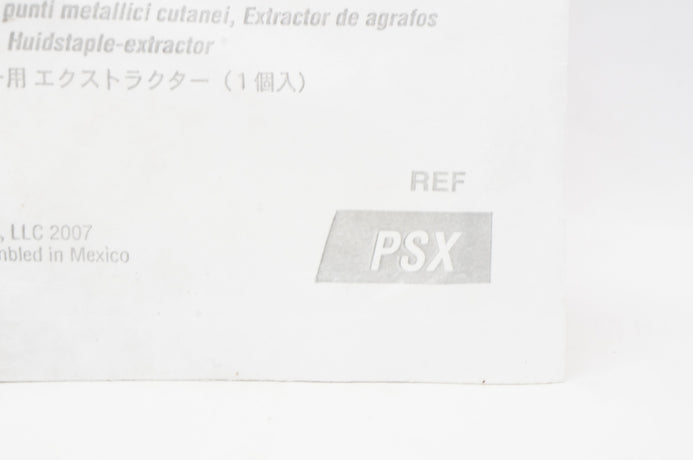 punti metallici cutanei, Extractor de agrafos
Huidstaple-extractor
用 エクストラクター（1個入）
REF
PSX
, LLC 2007
in Mexico